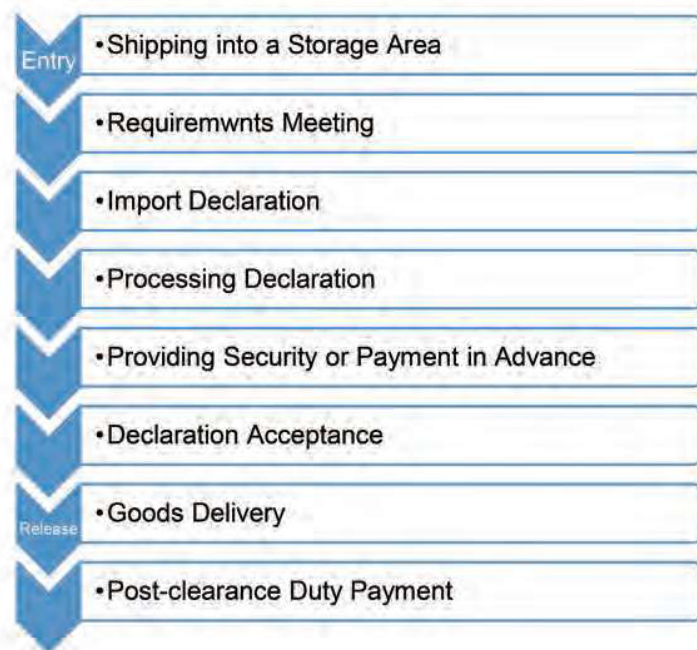 Entry
•Shipping into a Storage Area
•Requiremwnts Meeting
•Import Declaration
•Processing Declaration
•Providing Security or Payment in Advance
•Declaration Acceptance
Release
•Goods Delivery
•Post-clearance Duty Payment